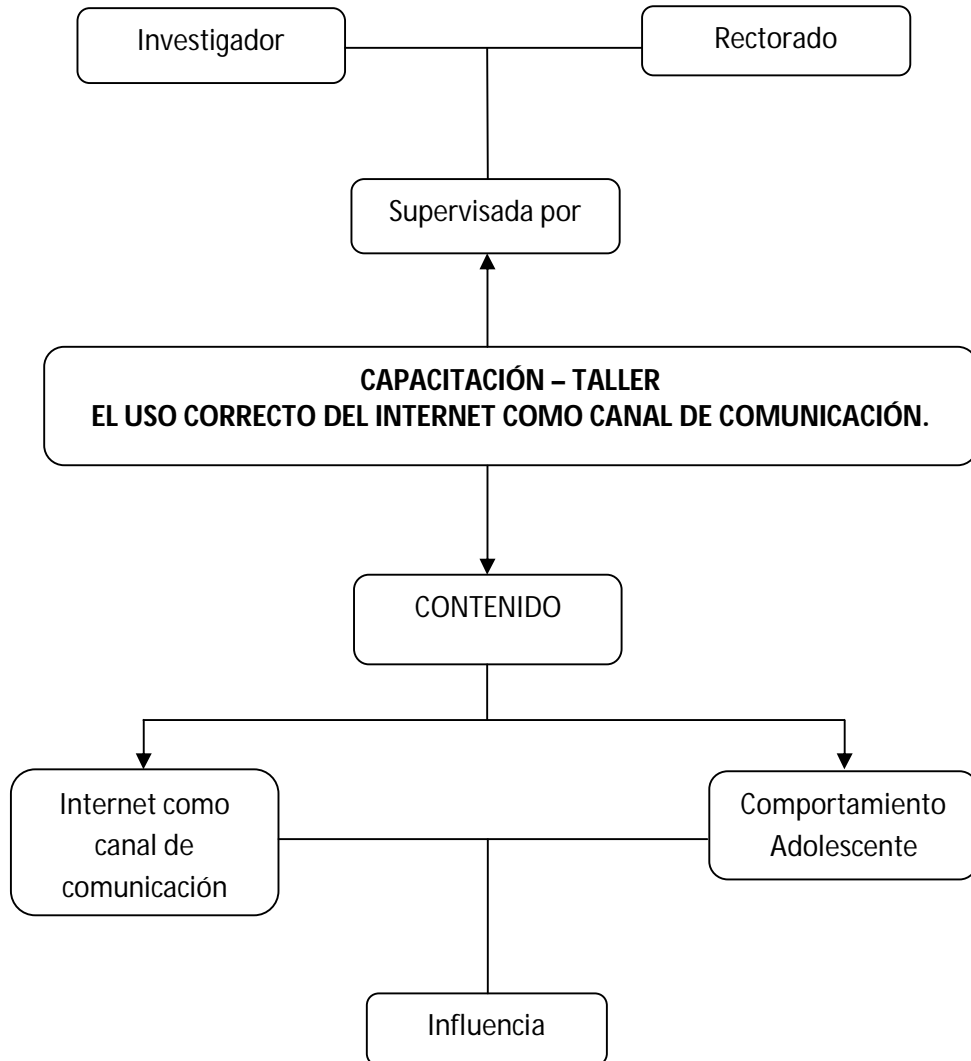 Investigador
Rectorado
Supervisada por
CAPACITACIÓN – TALLER
EL USO CORRECTO DEL INTERNET COMO CANAL DE COMUNICACIÓN.
CONTENIDO
Internet como
canal de
comunicación
Comportamiento
Adolescente
Influencia